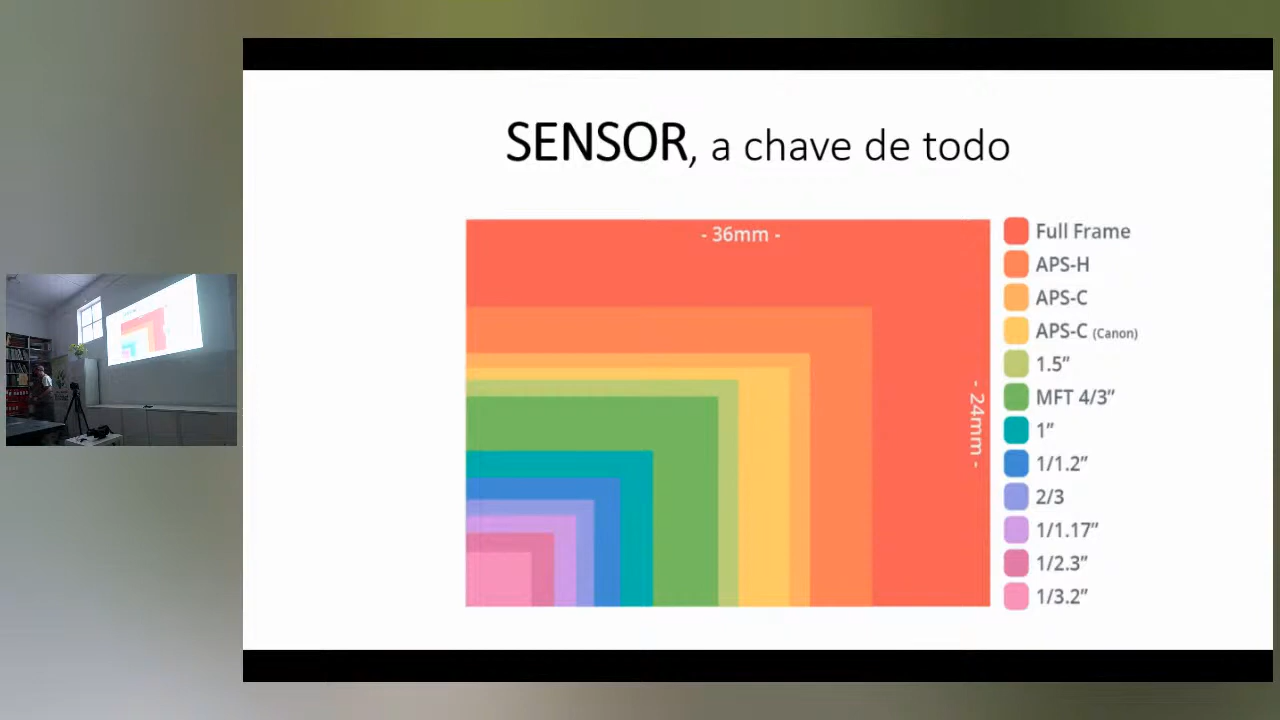 SENSOR, a chave de todo
- 36mm -
- 24mm -
Full Frame
APS-H
APS-C
APS-C (Canon)
1.5”
MFT 4/3”
1”
1/1.2”
2/3
1/1.17”
1/2.3”
1/3.2”